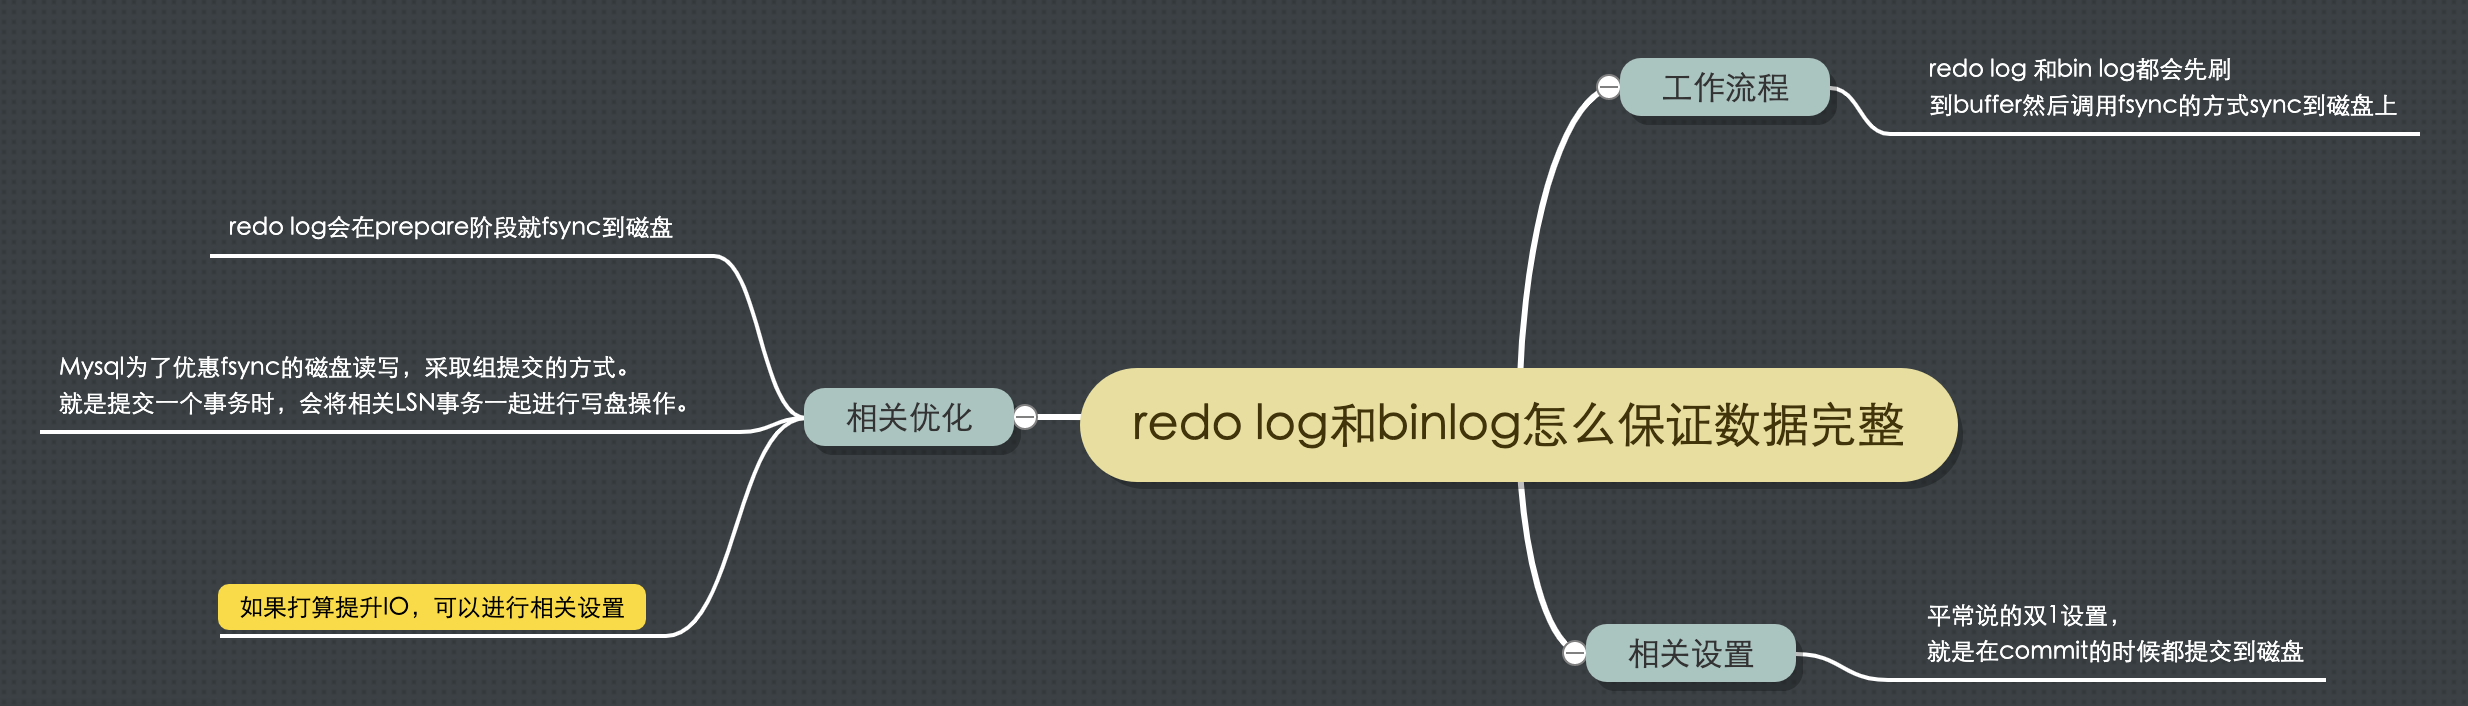 redo log和binlog怎么保证数据完整
工作流程
redo log 和bin log都会先刷
到buffer然后调用fsync的方式sync到磁盘上
相关设置
平常说的双1设置，
就是在commit的时候都提交到磁盘
相关优化
redo log会在prepare阶段就fsync到磁盘
Mysql为了优惠fsync的磁盘读写，采取组提交的方式。
就是提交一个事务时，会将相关LSN事务一起进行写盘操作。
如果打算提升IO，可以进行相关设置